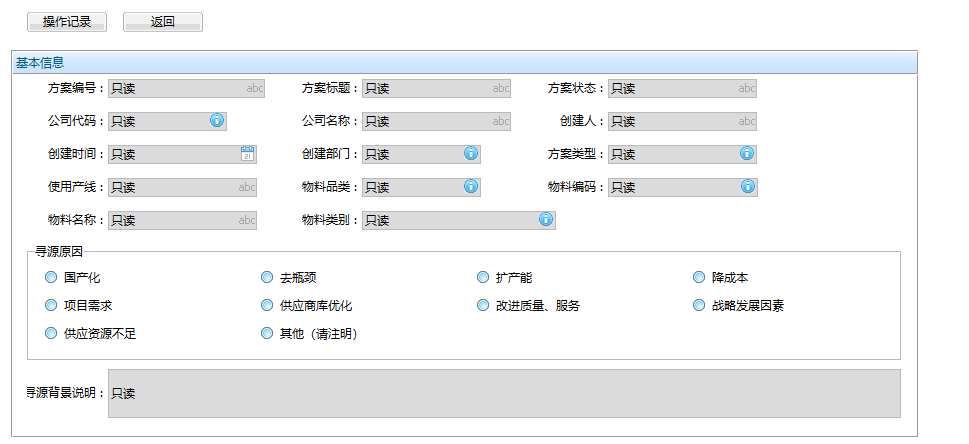 操作记录 返回
基本信息
方案编号： 只读 abc 方案标题： 只读 abc 方案状态： 只读 abc
公司代码： 只读 公司名称： 只读 abc 创建人： 只读 abc
创建时间： 只读 21 创建部门： 只读 方案类型： 只读
使用产线： 只读 abc 物料品类： 只读 物料编码： 只读
物料名称： 只读 abc 物料类别： 只读
寻源原因
国产化 去瓶颈 扩产能 降成本
项目需求 供应商库优化 改进质量、服务 战略发展因素
供应资源不足 其他（请注明）
寻源背景说明： 只读